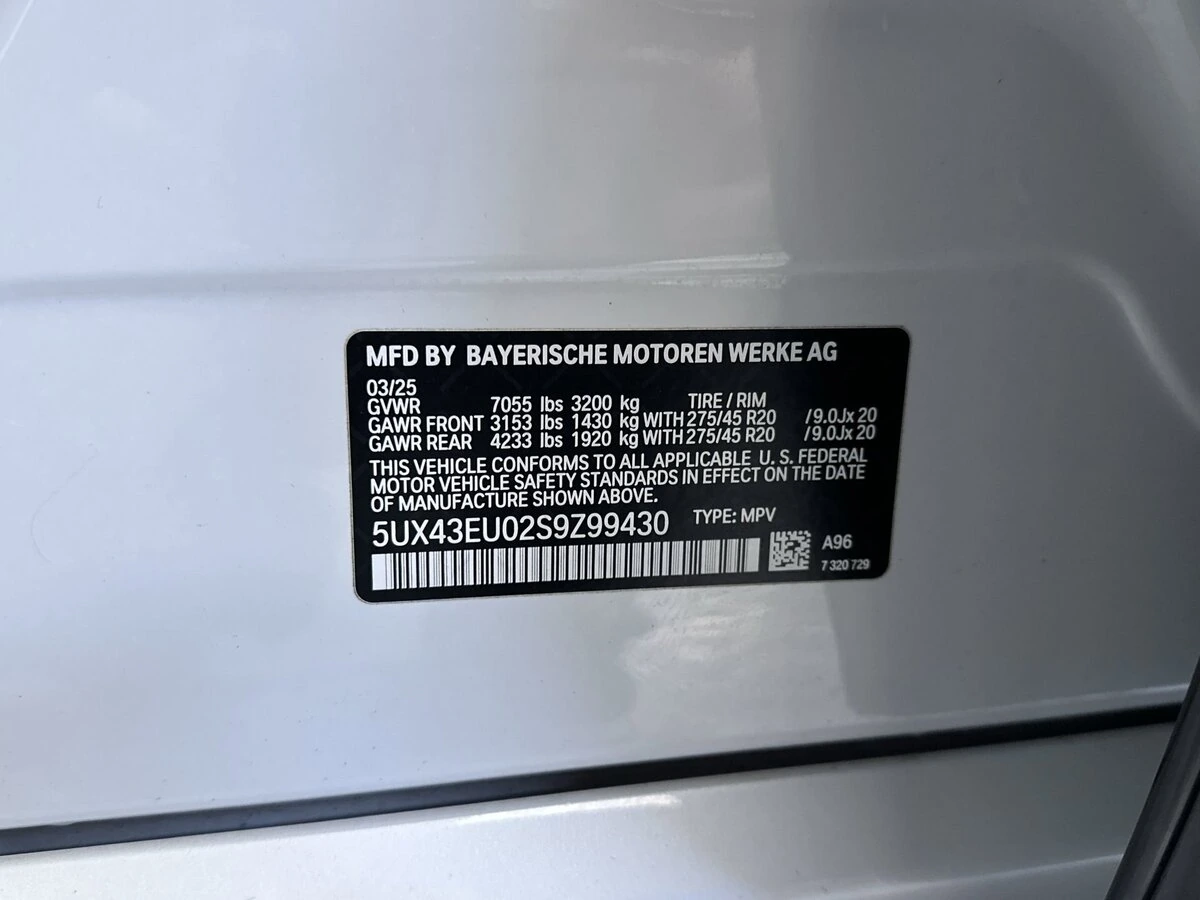 MFD BY BAYERISCHE MOTOREN WERKE AG
03/25
GVWR 7055 lbs 3200 kg TIRE / RIM
GAWR FRONT 3153 lbs 1430 kg WITH 275/45 R20 /9.0Jx 20
GAWR REAR 4233 lbs 1920 kg WITH 275/45 R20 /9.0Jx 20
THIS VEHICLE CONFORMS TO ALL APPLICABLE U. S. FEDERAL
MOTOR VEHICLE SAFETY STANDARDS IN EFFECT ON THE DATE
OF MANUFACTURE SHOWN ABOVE.
5UX43EU02S9Z99430 TYPE: MPV
A96
7 320 729